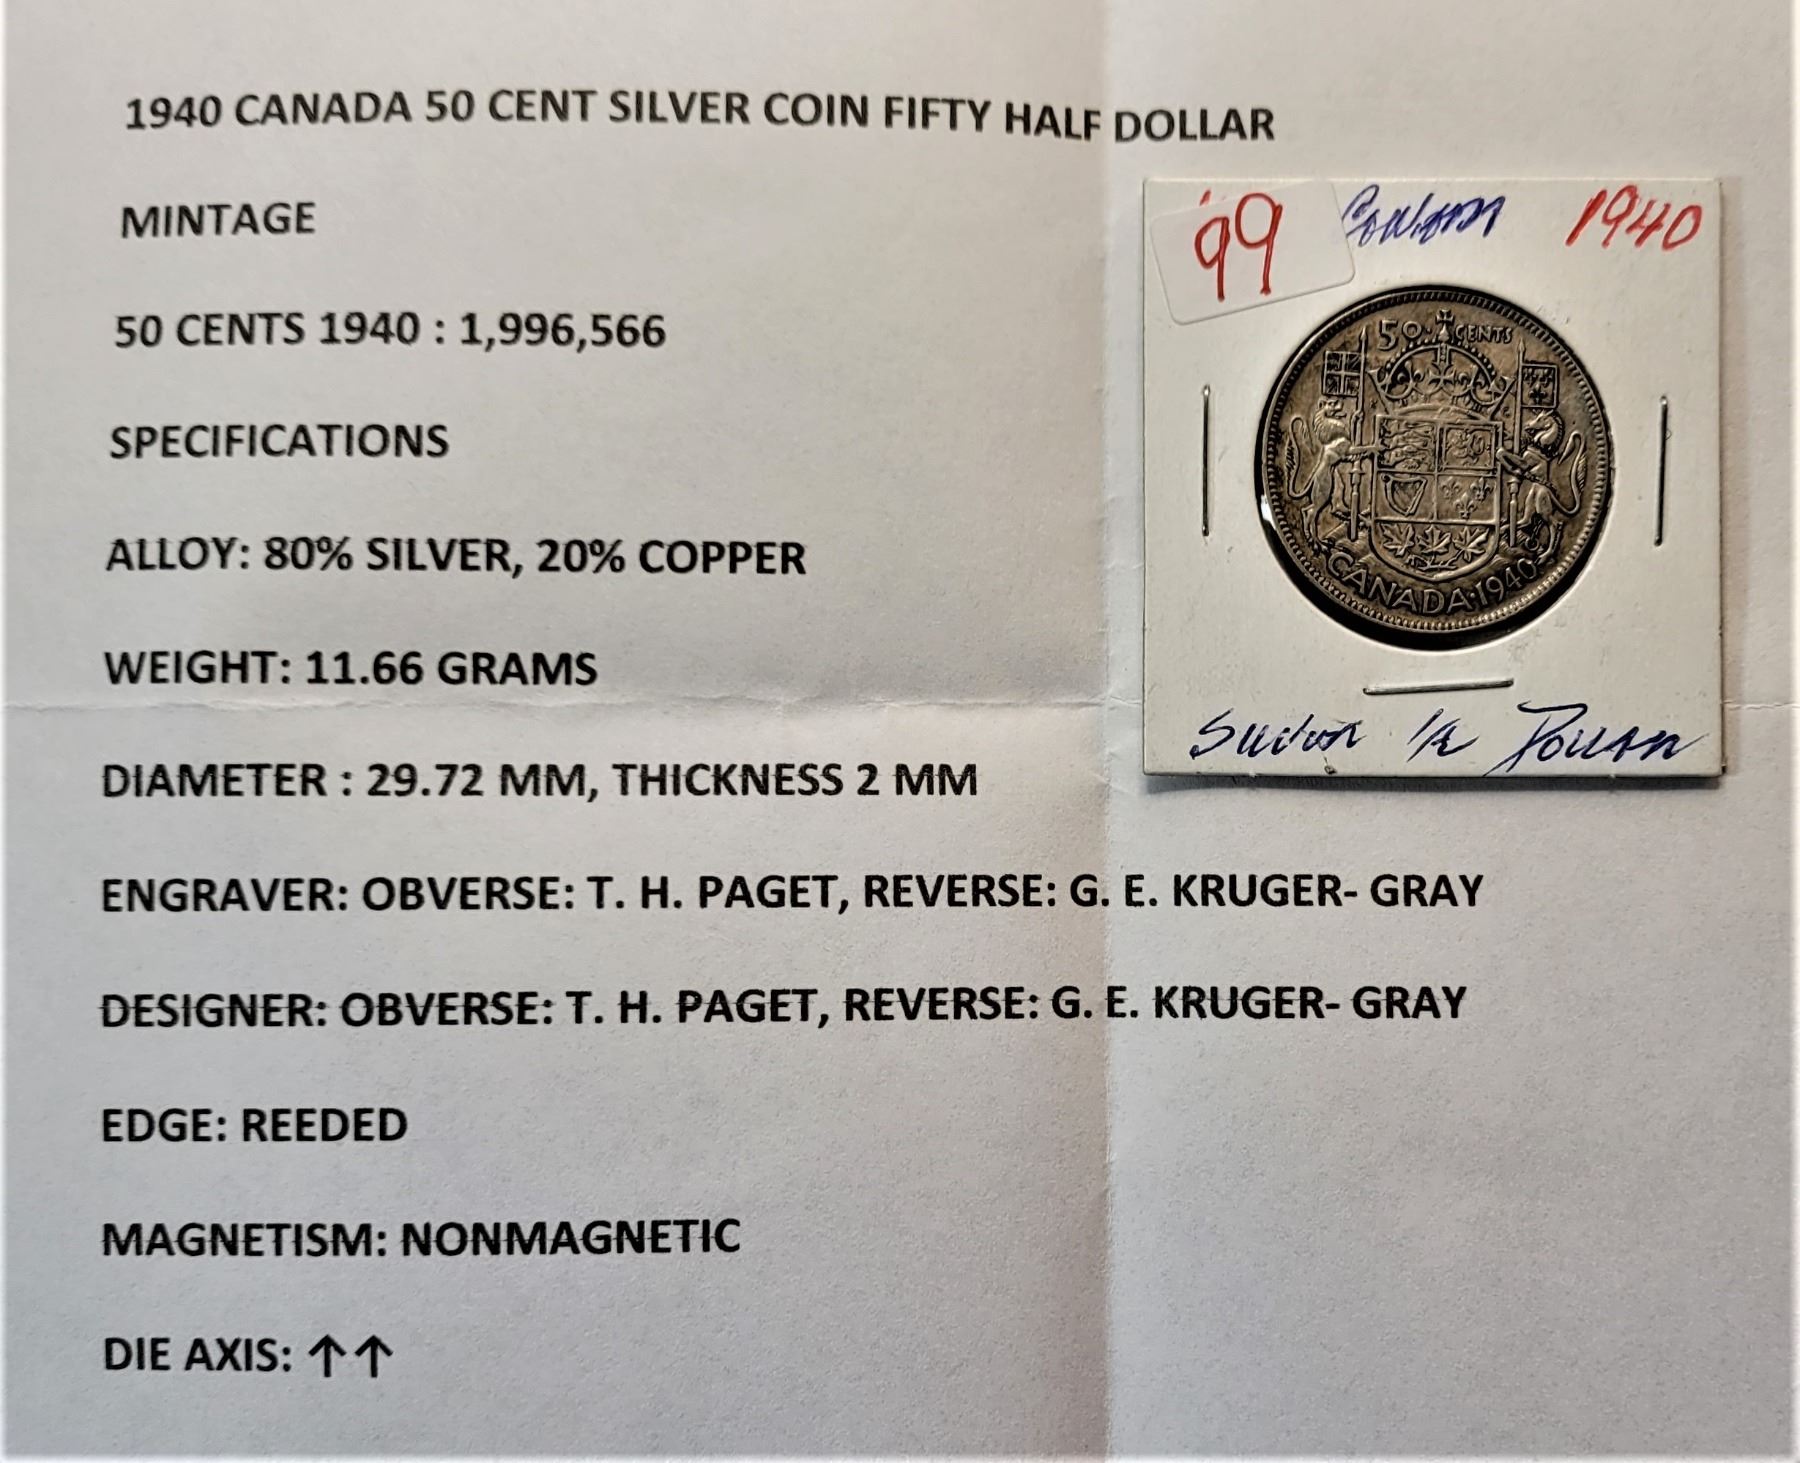 1940 CANADA 50 CENT SILVER COIN FIFTY HALF DOLLAR
MINTAGE
50 CENTS 1940 : 1,996,566
SPECIFICATIONS
ALLOY: 80% SILVER, 20% COPPER
WEIGHT: 11.66 GRAMS
DIAMETER : 29.72 MM, THICKNESS 2 MM
ENGRAVER: OBVERSE: T. H. PAGET, REVERSE: G. E. KRUGER- GRAY
DESIGNER: OBVERSE: T. H. PAGET, REVERSE: G. E. KRUGER- GRAY
EDGE: REEDED
MAGNETISM: NONMAGNETIC
DIE AXIS: ↑↑
99 1940
50 CENTS
CANADA·1940
1/2 DOLLAR